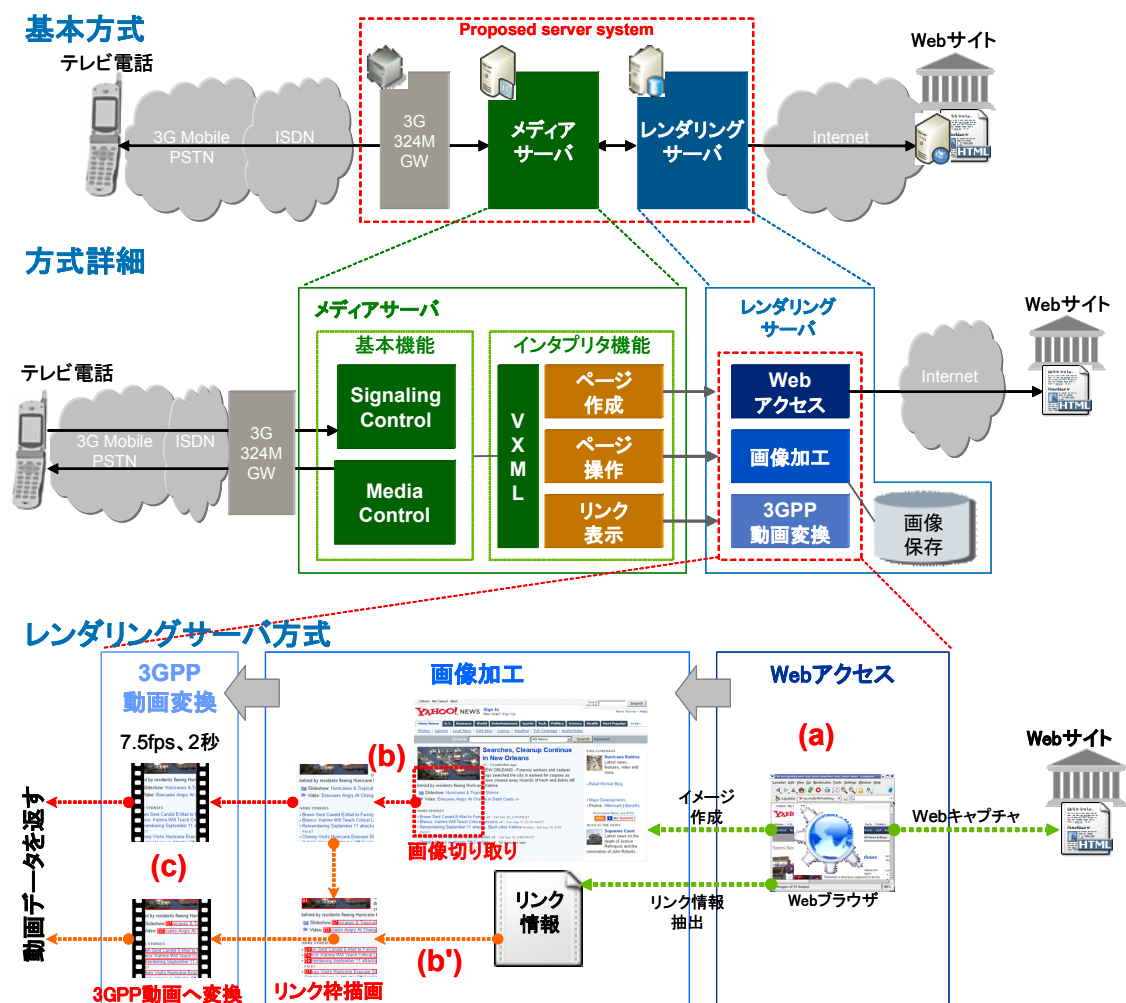 基本方式
テレビ電話
3G Mobile
PSTN
ISDN
Proposed server system
3G
324M
GW
メディア
サーバ
レンダリング
サーバ
Internet
Webサイト
HTML
方式詳細
テレビ電話
3G Mobile
PSTN
ISDN
3G
324M
GW
メディアサーバ
基本機能
Signaling
Control
Media
Control
インタプリタ機能
V
X
M
L
ページ
作成
ページ
操作
リンク
表示
レンダリング
サーバ
Web
アクセス
画像加工
3GPP
動画変換
画像
保存
Internet
Webサイト
HTML
レンダリングサーバ方式
3GPP
動画変換
7.5fps、2秒
(c)
3GPP動画へ変換
動画データを返す
画像加工
(b)
YAHOO! NEWS
Sign In
Searches, Cleanup Continue
in New Orleans
画像切り取り
リンク
情報
(b')
リンク枠描画
Webアクセス
(a)
イメージ
作成
リンク情報
抽出
Webブラウザ
Webキャプチャ
Webサイト
HTML